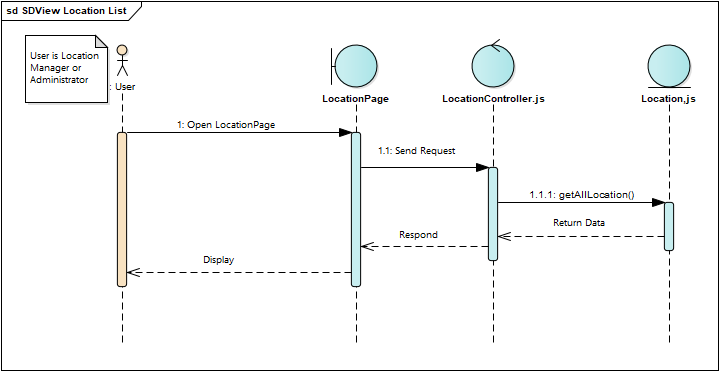 sd SDView Location List
User is Location
Manager or
Administrator
: User
LocationPage
LocationController.js
Location,js
1: Open LocationPage
1.1: Send Request
1.1.1: getAllLocation()
Return Data
Respond
Display